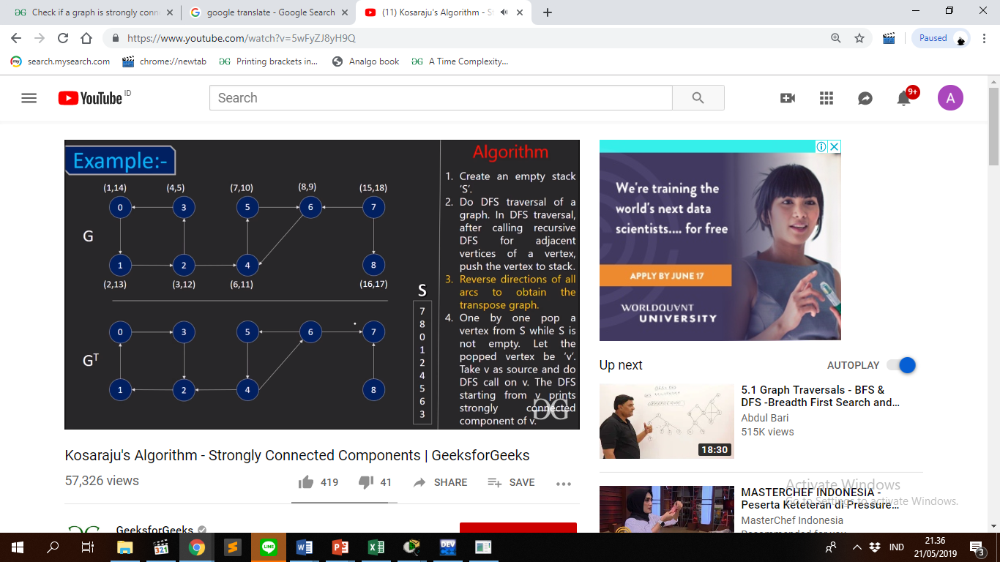 Check if a graph is strongly conn
google translate - Google Search
(11) Kosaraju's Algorithm - St
https://www.youtube.com/watch?v=5wFyZJ8yH9Q
Paused
search.mysearch.com
chrome://newtab
Printing brackets in...
Analgo book
A Time Complexity...
YouTube ID
Search
9+
A
Example:-
(1,14) (4,5) (7,10) (8,9) (15,18)
0 3 5 6 7
G
1 2 4 8
(2,13) (3,12) (6,11) (16,17)
0 3 5 6 7
Gᵀ
1 2 4 8
S
7
8
0
1
2
4
5
6
3
Algorithm
1. Create an empty stack
'S'.
2. Do DFS traversal of a
graph. In DFS traversal,
after calling recursive
DFS for adjacent
vertices of a vertex,
push the vertex to stack.
3. Reverse directions of all
arcs to obtain the
transpose graph.
4. One by one pop a
vertex from S while S is
not empty. Let the
popped vertex be 'v'.
Take v as source and do
DFS call on v. The DFS
starting from v prints
strongly connected
component of v.
Kosaraju's Algorithm - Strongly Connected Components | GeeksforGeeks
57,326 views
419
41
SHARE
SAVE
GeeksforGeeks
We're training the
world's next data
scientists.... for free
APPLY BY JUNE 17
WORLDQUANT
UNIVERSITY
Up next
AUTOPLAY
18:30
5.1 Graph Traversals - BFS &
DFS -Breadth First Search and...
Abdul Bari
515K views
MASTERCHEF INDONESIA -
Peserta Keteteran di Pressure...
MasterChef Indonesia
Recommended for you
Activate Windows
Go to Settings to activate Windows.
321
LINE
DEV
IND
21.36
21/05/2019
3